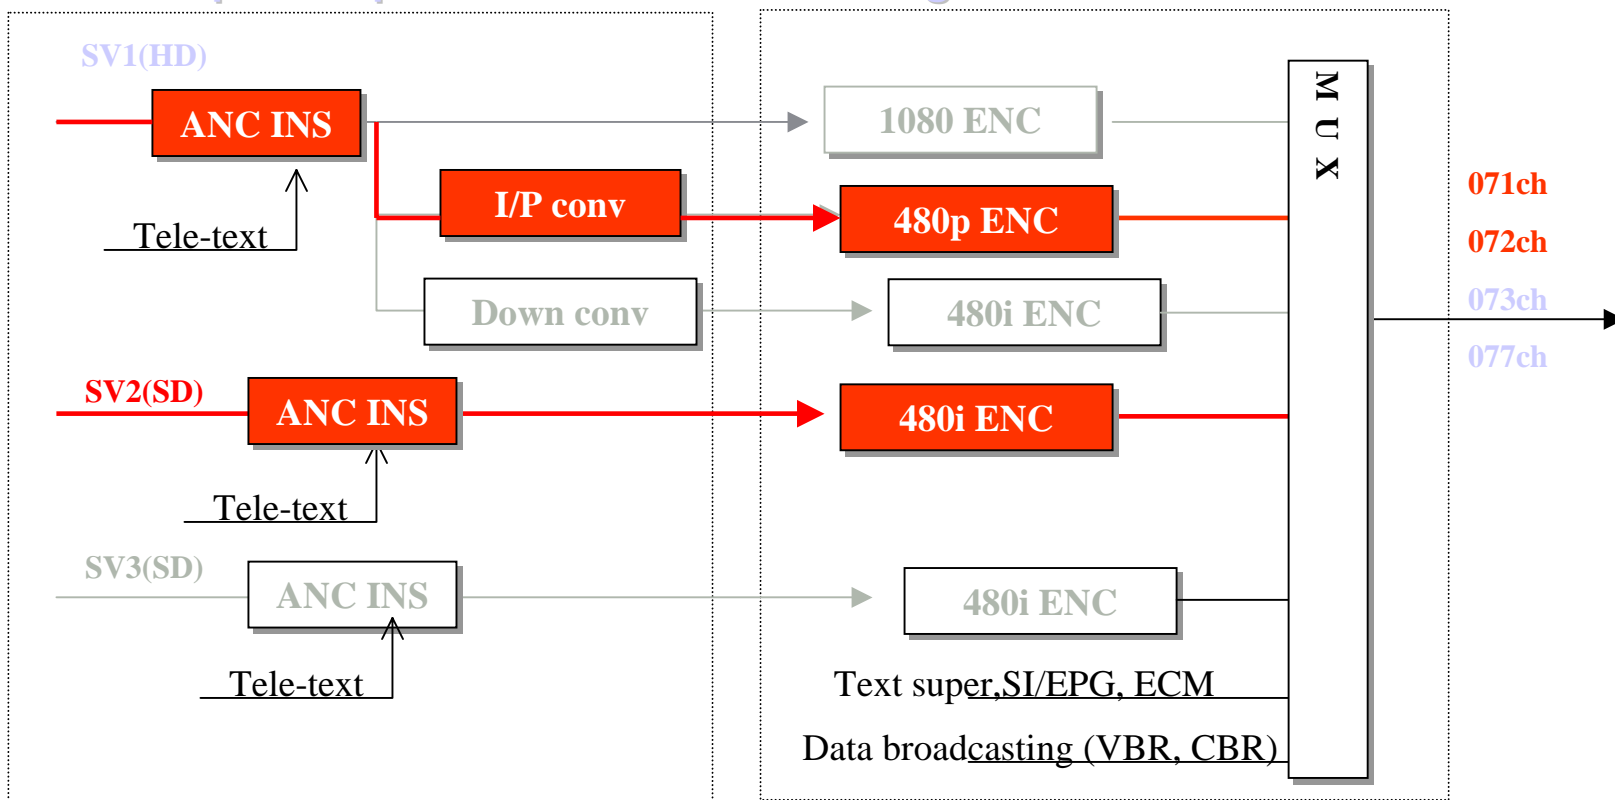 SV1(HD)
ANC INS
1080 ENC
MUX
I/P conv
480p ENC
071ch
Tele-text
072ch
Down conv
480i ENC
073ch
077ch
SV2(SD)
ANC INS
480i ENC
Tele-text
SV3(SD)
ANC INS
480i ENC
Tele-text
Text super,SI/EPG, ECM
Data broadcasting (VBR, CBR)